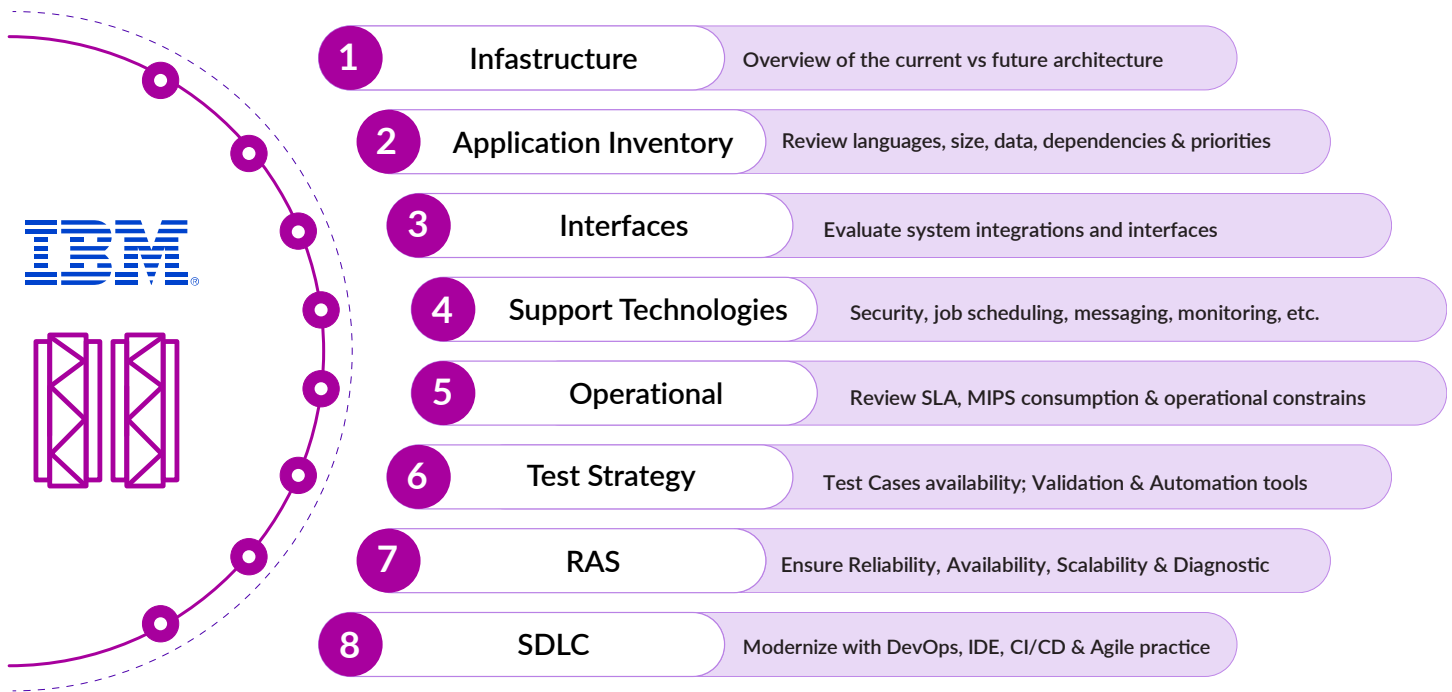 IBM®
1 Infastructure Overview of the current vs future architecture
2 Application Inventory Review languages, size, data, dependencies & priorities
3 Interfaces Evaluate system integrations and interfaces
4 Support Technologies Security, job scheduling, messaging, monitoring, etc.
5 Operational Review SLA, MIPS consumption & operational constrains
6 Test Strategy Test Cases availability; Validation & Automation tools
7 RAS Ensure Reliability, Availability, Scalability & Diagnostic
8 SDLC Modernize with DevOps, IDE, CI/CD & Agile practice